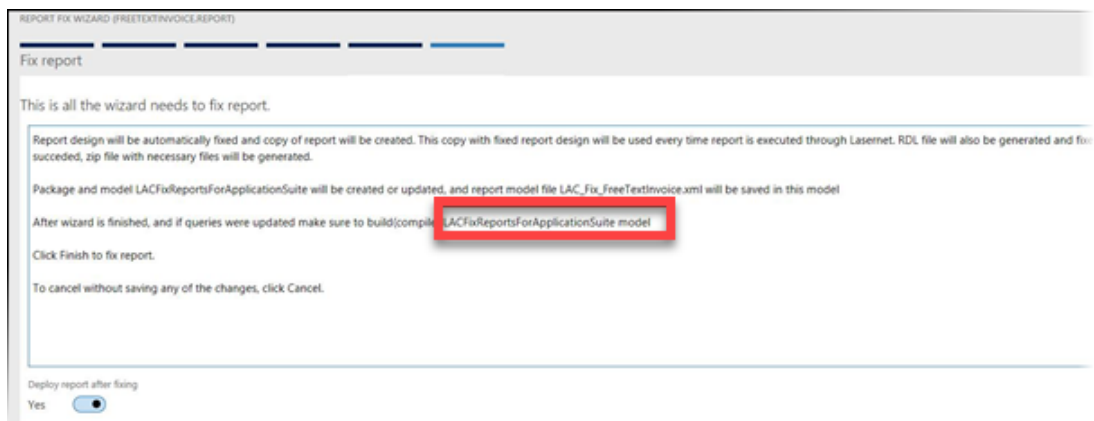 REPORT FIX WIZARD (FREETEXTINVOICE.REPORT)
Fix report
This is all the wizard needs to fix report.
Report design will be automatically fixed and copy of report will be created. This copy with fixed report design will be used every time report is executed through Lasernet. RDL file will also be generated and
succeded, zip file with necessary files will be generated.
Package and model LACFixReportsForApplicationSuite will be created or updated, and report model file LAC_Fix_FreeTextInvoice.xml will be saved in this model
After wizard is finished, and if queries were updated make sure to build(compile LACFixReportsForApplicationSuite model
Click Finish to fix report.
To cancel without saving any of the changes, click Cancel.
Deploy report after fixing
Yes